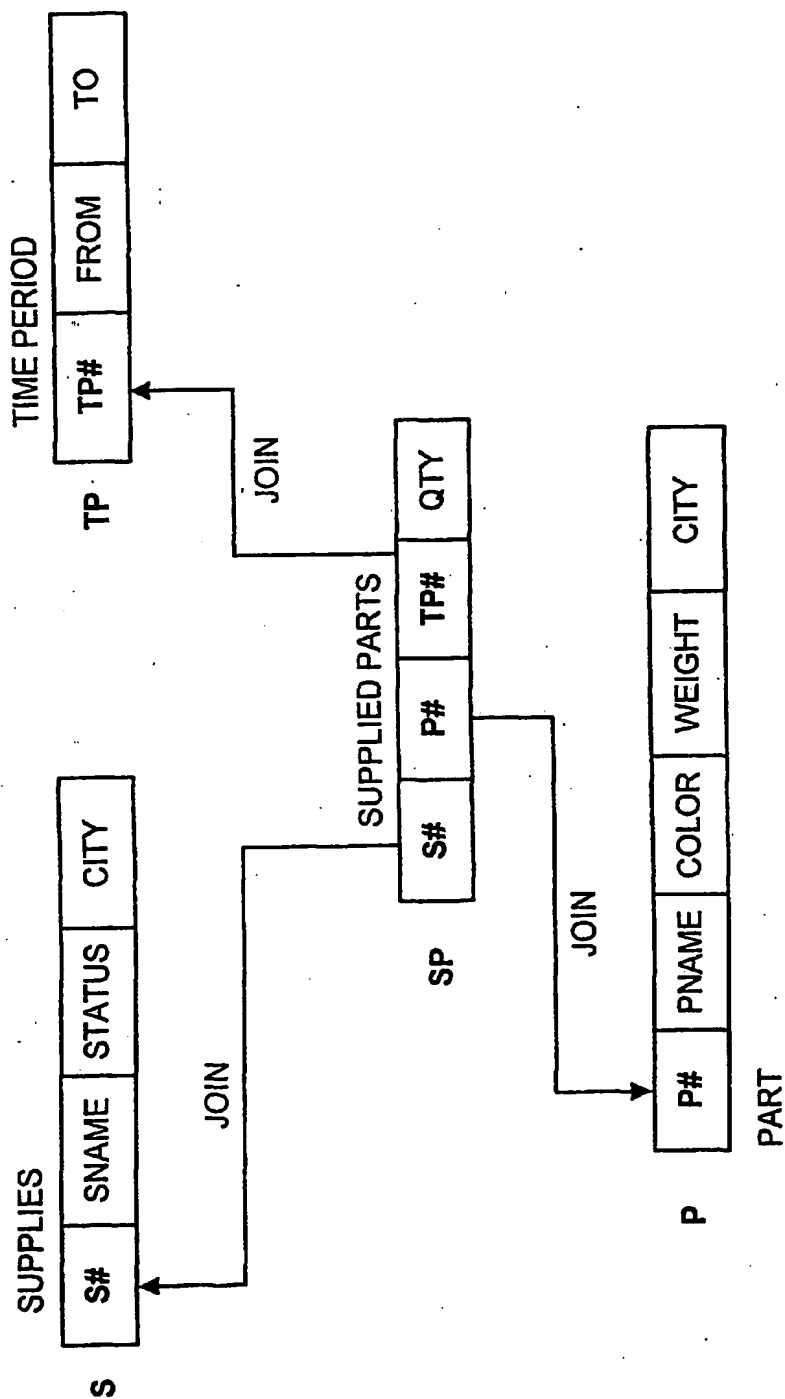 SUPPLIES
S
S# SNAME STATUS CITY
TIME PERIOD
TP
TP# FROM TO
JOIN
JOIN
SUPPLIED PARTS
SP
S# P# TP# QTY
JOIN
P
P# PNAME COLOR WEIGHT CITY
PART